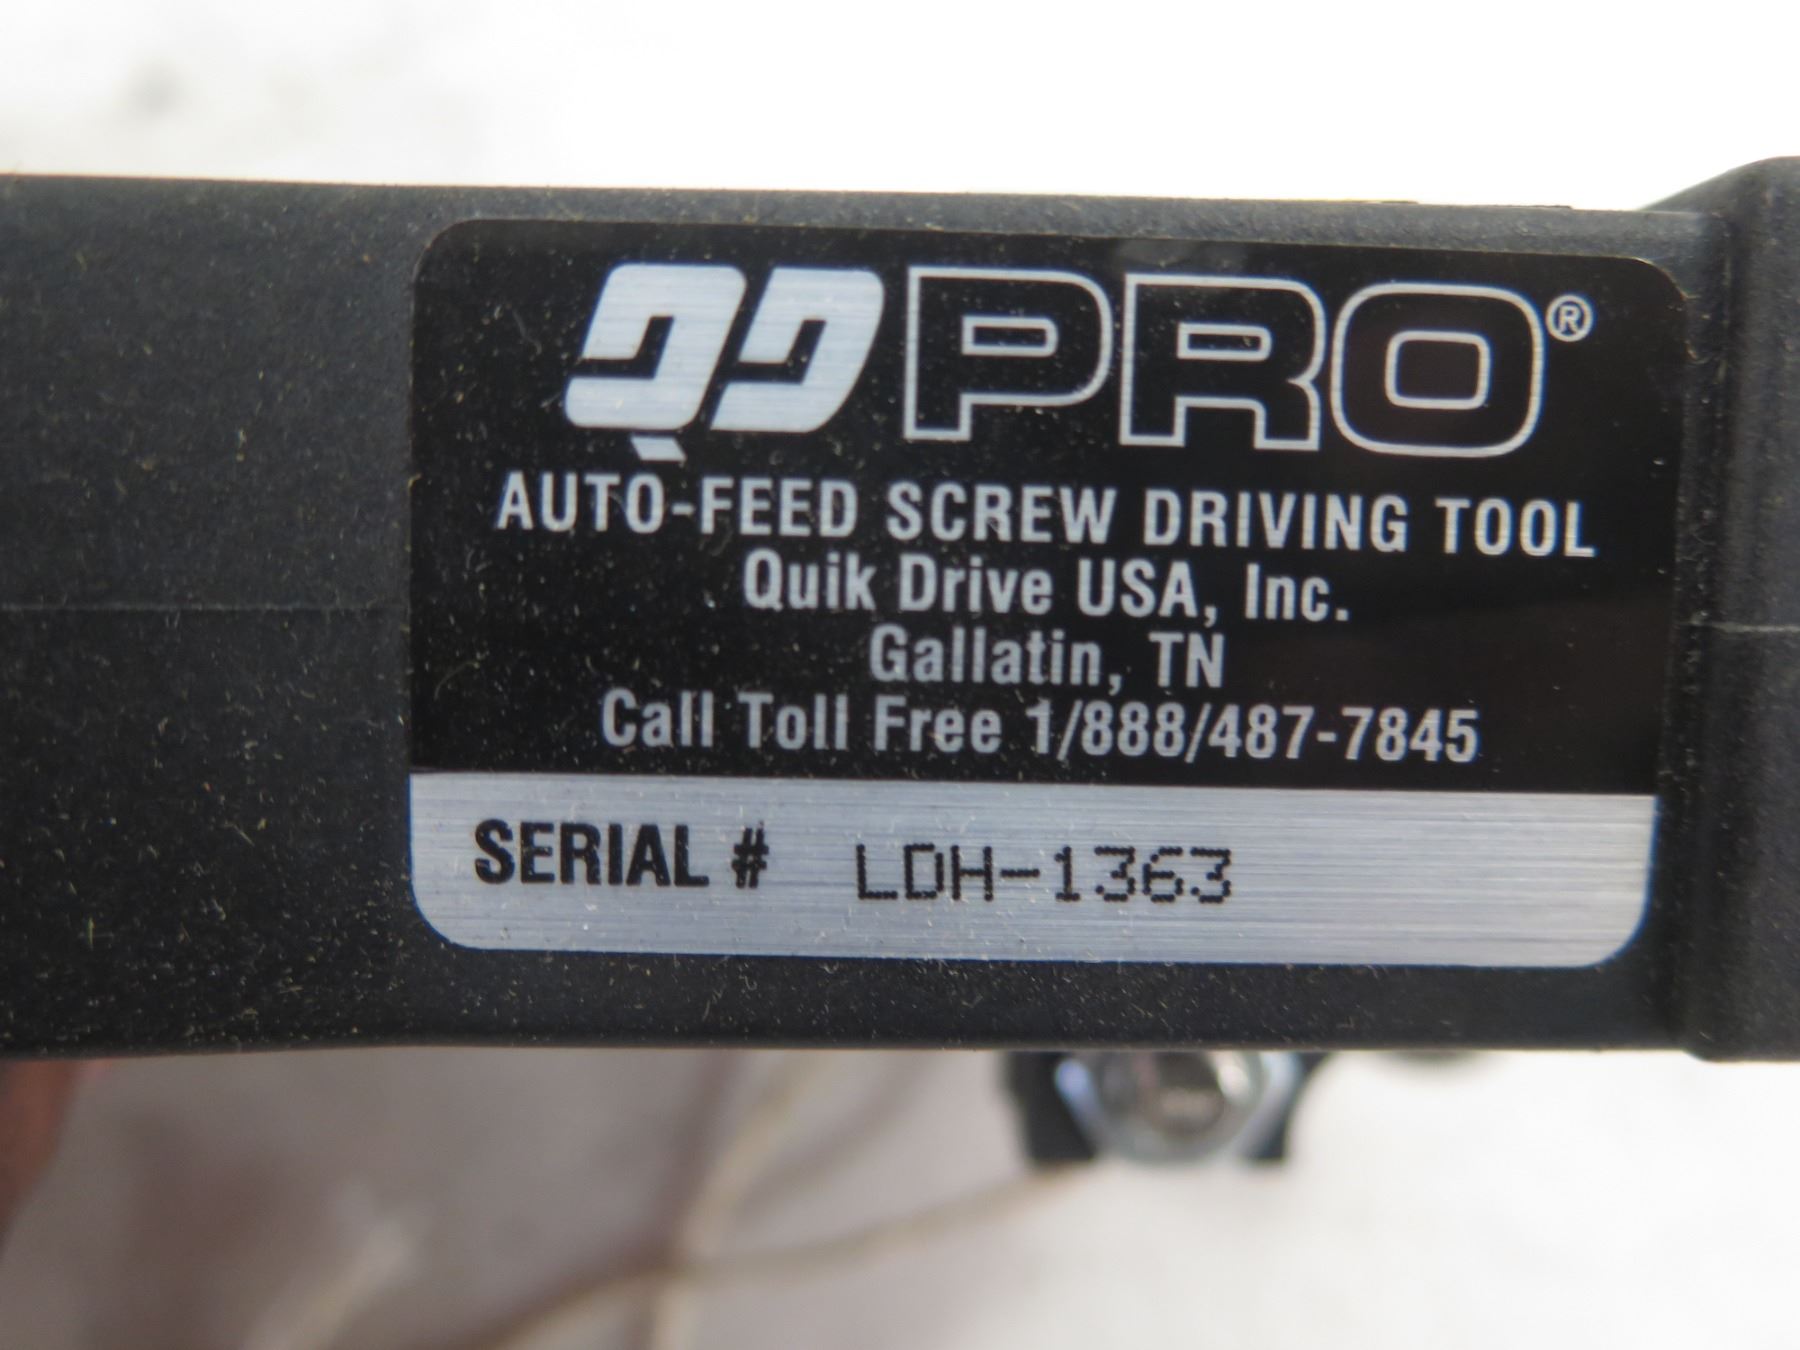 QD PRO®
AUTO-FEED SCREW DRIVING TOOL
Quik Drive USA, Inc.
Gallatin, TN
Call Toll Free 1/888/487-7845
SERIAL # LDH-1363